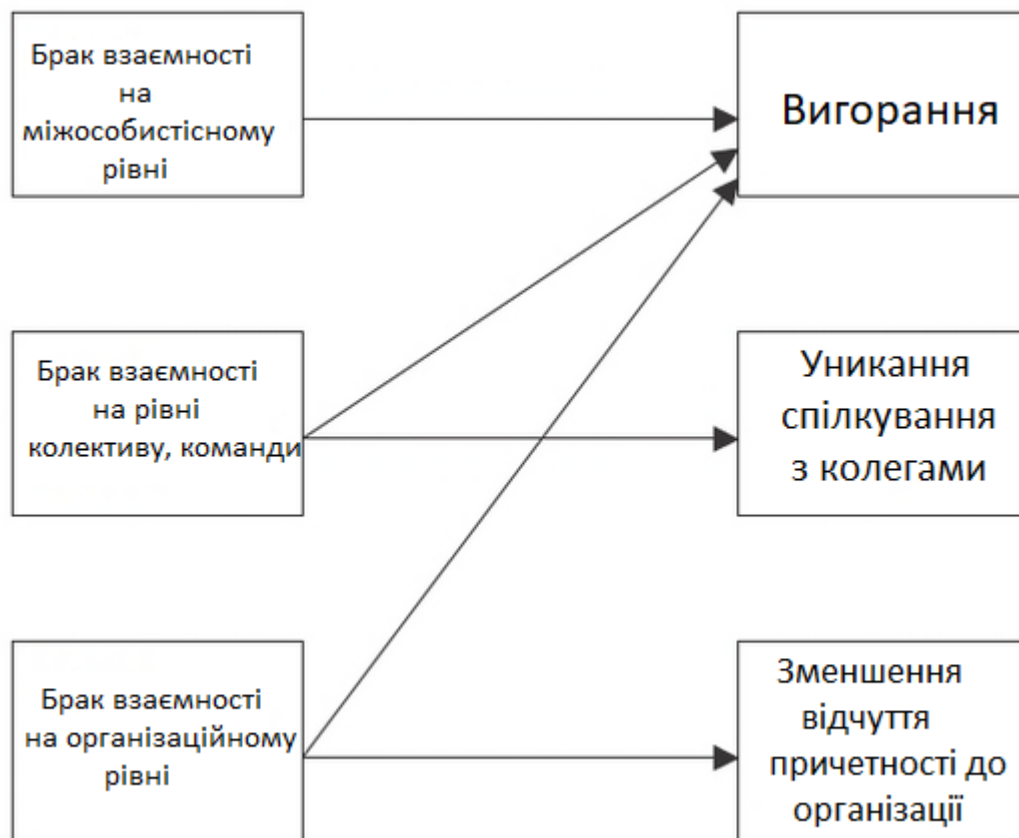 Брак взаємності
на
міжособистісному
рівні
Вигорання
Брак взаємності
на рівні
колективу, команди
Уникання
спілкування
з колегами
Брак взаємності
на організаційному
рівні
Зменшення
відчуття
причетності до
організації